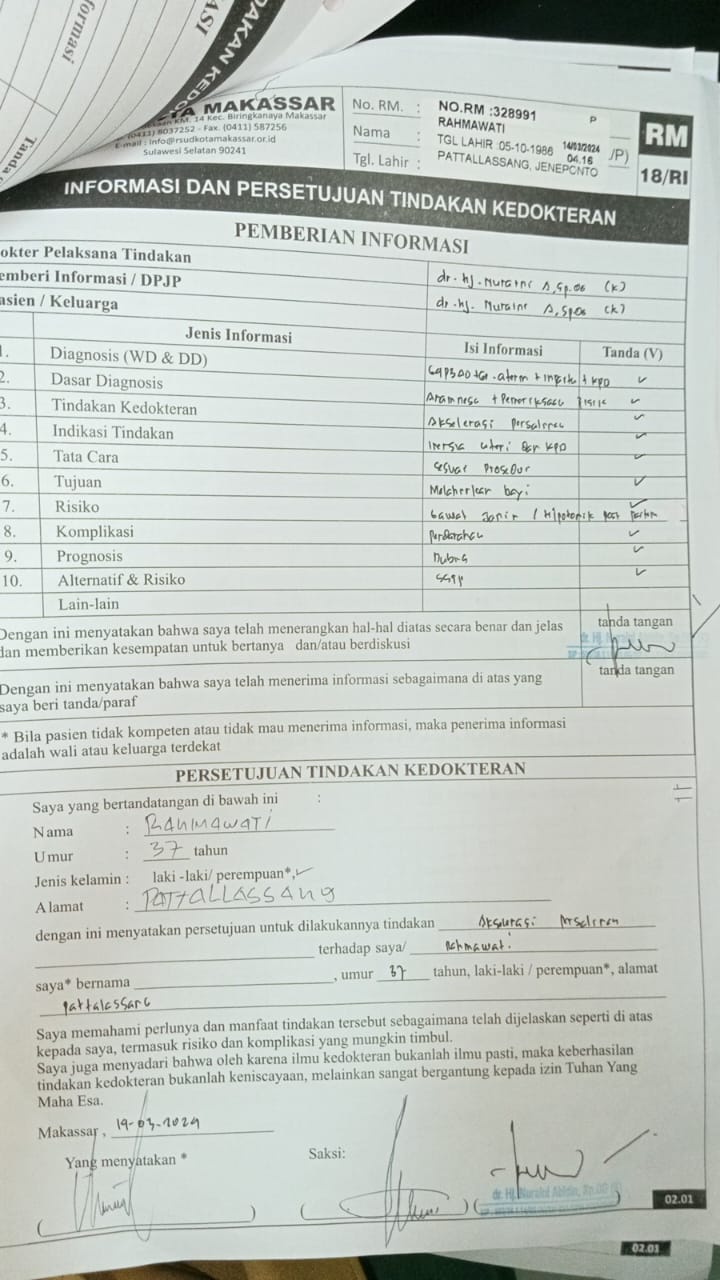 formasi
ASI
DAKAN KEDO
Tanda
TA MAKASSAR
KM. 14 Kec. Biringkanaya Makassar
(0411) 8037252 - Fax. (0411) 587256
E-mail : info@rsudkotamakassar.or.id
Sulawesi Selatan 90241
No. RM. : NO.RM :328991 P
Nama : RAHMAWATI
Tgl. Lahir : TGL LAHIR :05-10-1986 14/03/2024 /P)
PATTALLASSANG, JENEPONTO 04.16
RM
18/RI
INFORMASI DAN PERSETUJUAN TINDAKAN KEDOKTERAN
PEMBERIAN INFORMASI
okter Pelaksana Tindakan
emberi Informasi / DPJP dr. Hj. Nuraini A, Sp.OG (K)
asien / Keluarga dr. Hj. Nuraini A, SpOG (K)
Jenis Informasi Isi Informasi Tanda (V)
1. Diagnosis (WD & DD) aterm + inpartu + KPD ✓
2. Dasar Diagnosis Anamnesa + Pemeriksaan Fisik ✓
3. Tindakan Kedokteran Akselerasi persalinan ✓
4. Indikasi Tindakan Inersia uteri dan KPD ✓
5. Tata Cara sesuai Prosedur ✓
6. Tujuan Melahirkan bayi ✓
7. Risiko Gawat Janin / Hipotonik post partum ✓
8. Komplikasi Perdarahan ✓
9. Prognosis Dubia ✓
10. Alternatif & Risiko SSTP ✓
Lain-lain
Dengan ini menyatakan bahwa saya telah menerangkan hal-hal diatas secara benar dan jelas tanda tangan
dan memberikan kesempatan untuk bertanya dan/atau berdiskusi
Dengan ini menyatakan bahwa saya telah menerima informasi sebagaimana di atas yang tanda tangan
saya beri tanda/paraf
* Bila pasien tidak kompeten atau tidak mau menerima informasi, maka penerima informasi
adalah wali atau keluarga terdekat
PERSETUJUAN TINDAKAN KEDOKTERAN
Saya yang bertandatangan di bawah ini :
Nama : RAHMAWATI
Umur : 37 tahun
Jenis kelamin : laki -laki/ perempuan*, ✓
Alamat : PATTALLASSANG
dengan ini menyatakan persetujuan untuk dilakukannya tindakan Akselerasi persalinan
terhadap saya/ Rahmawati
saya* bernama , umur 37 tahun, laki-laki / perempuan*, alamat
pattalassang
Saya memahami perlunya dan manfaat tindakan tersebut sebagaimana telah dijelaskan seperti di atas
kepada saya, termasuk risiko dan komplikasi yang mungkin timbul.
Saya juga menyadari bahwa oleh karena ilmu kedokteran bukanlah ilmu pasti, maka keberhasilan
tindakan kedokteran bukanlah keniscayaan, melainkan sangat bergantung kepada izin Tuhan Yang
Maha Esa.
Makassar, 14-03-2024
Yang menyatakan * Saksi:
( ) ( ) ( )
dr. Hj. Nuraini Abidin, Sp.OG (K)
02.01
02.01